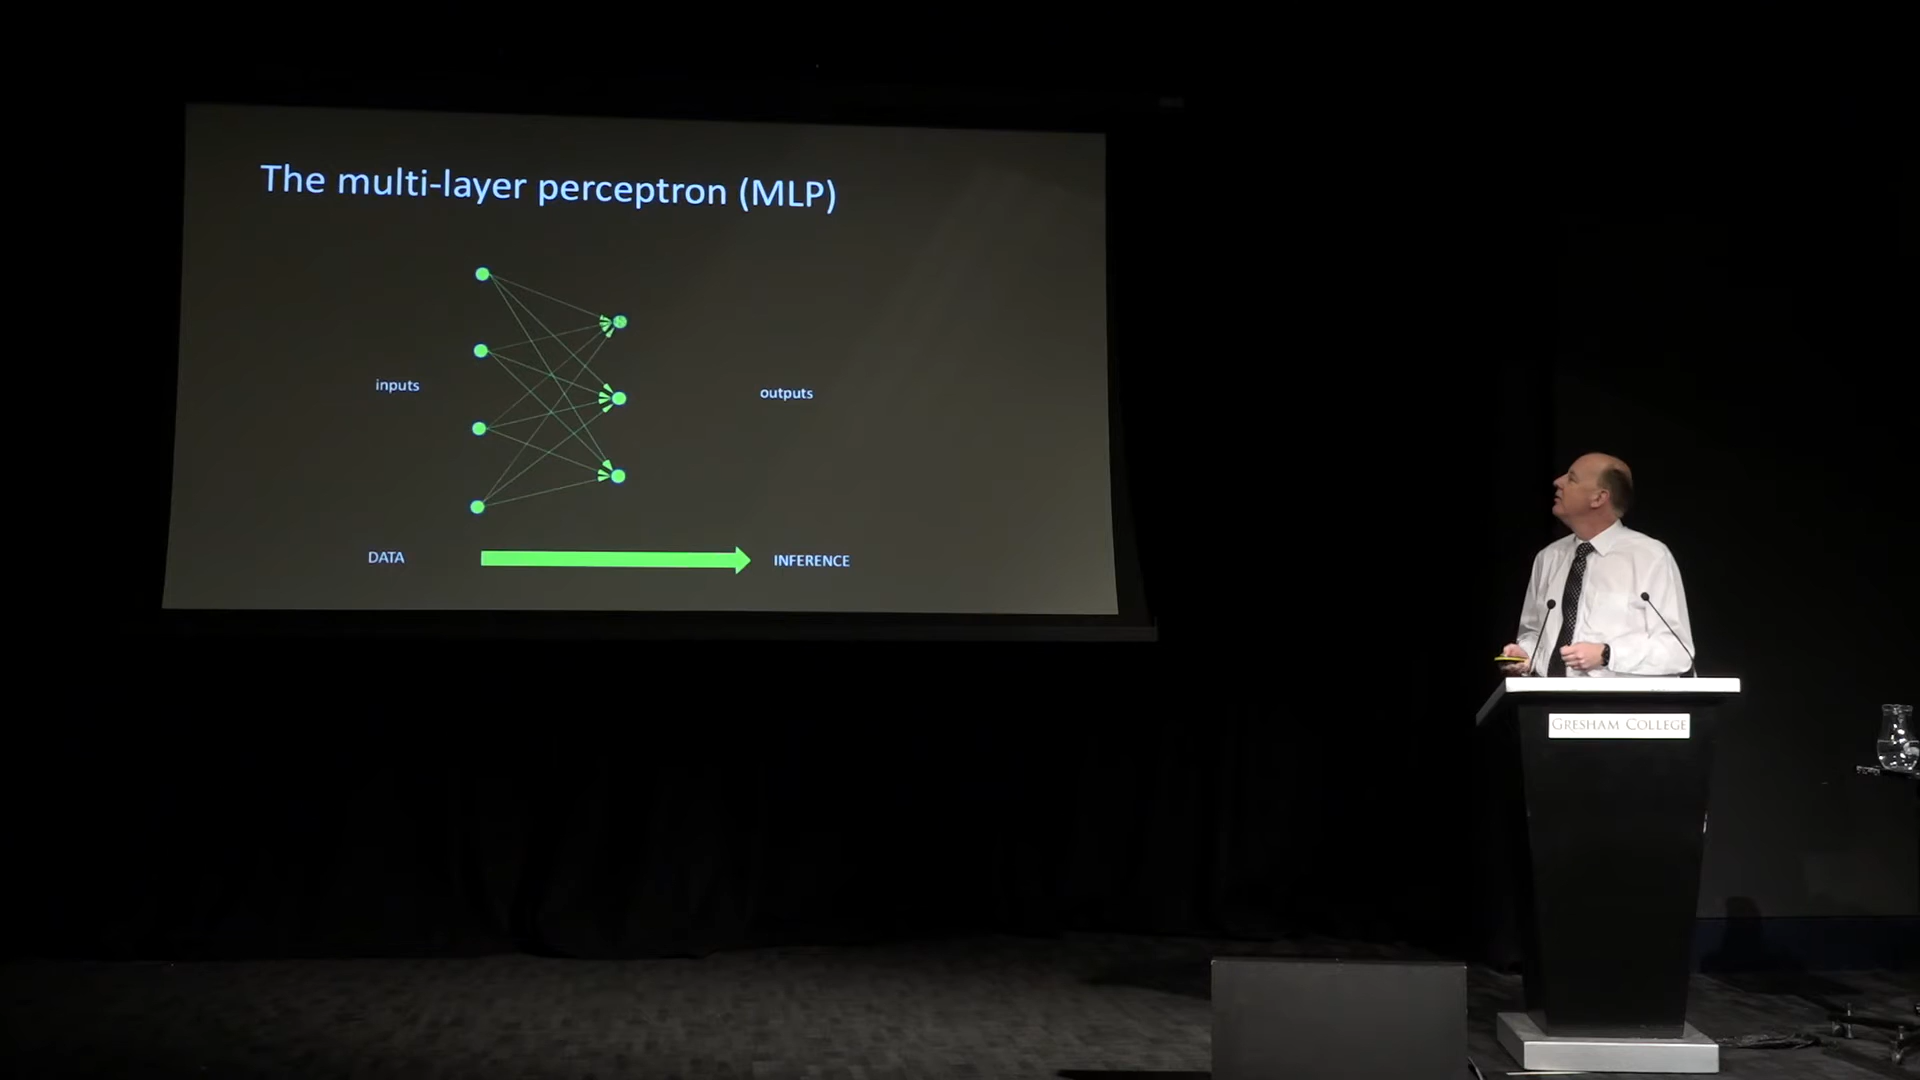 The multi-layer perceptron (MLP)
inputs
outputs
DATA
INFERENCE
GRESHAM COLLEGE